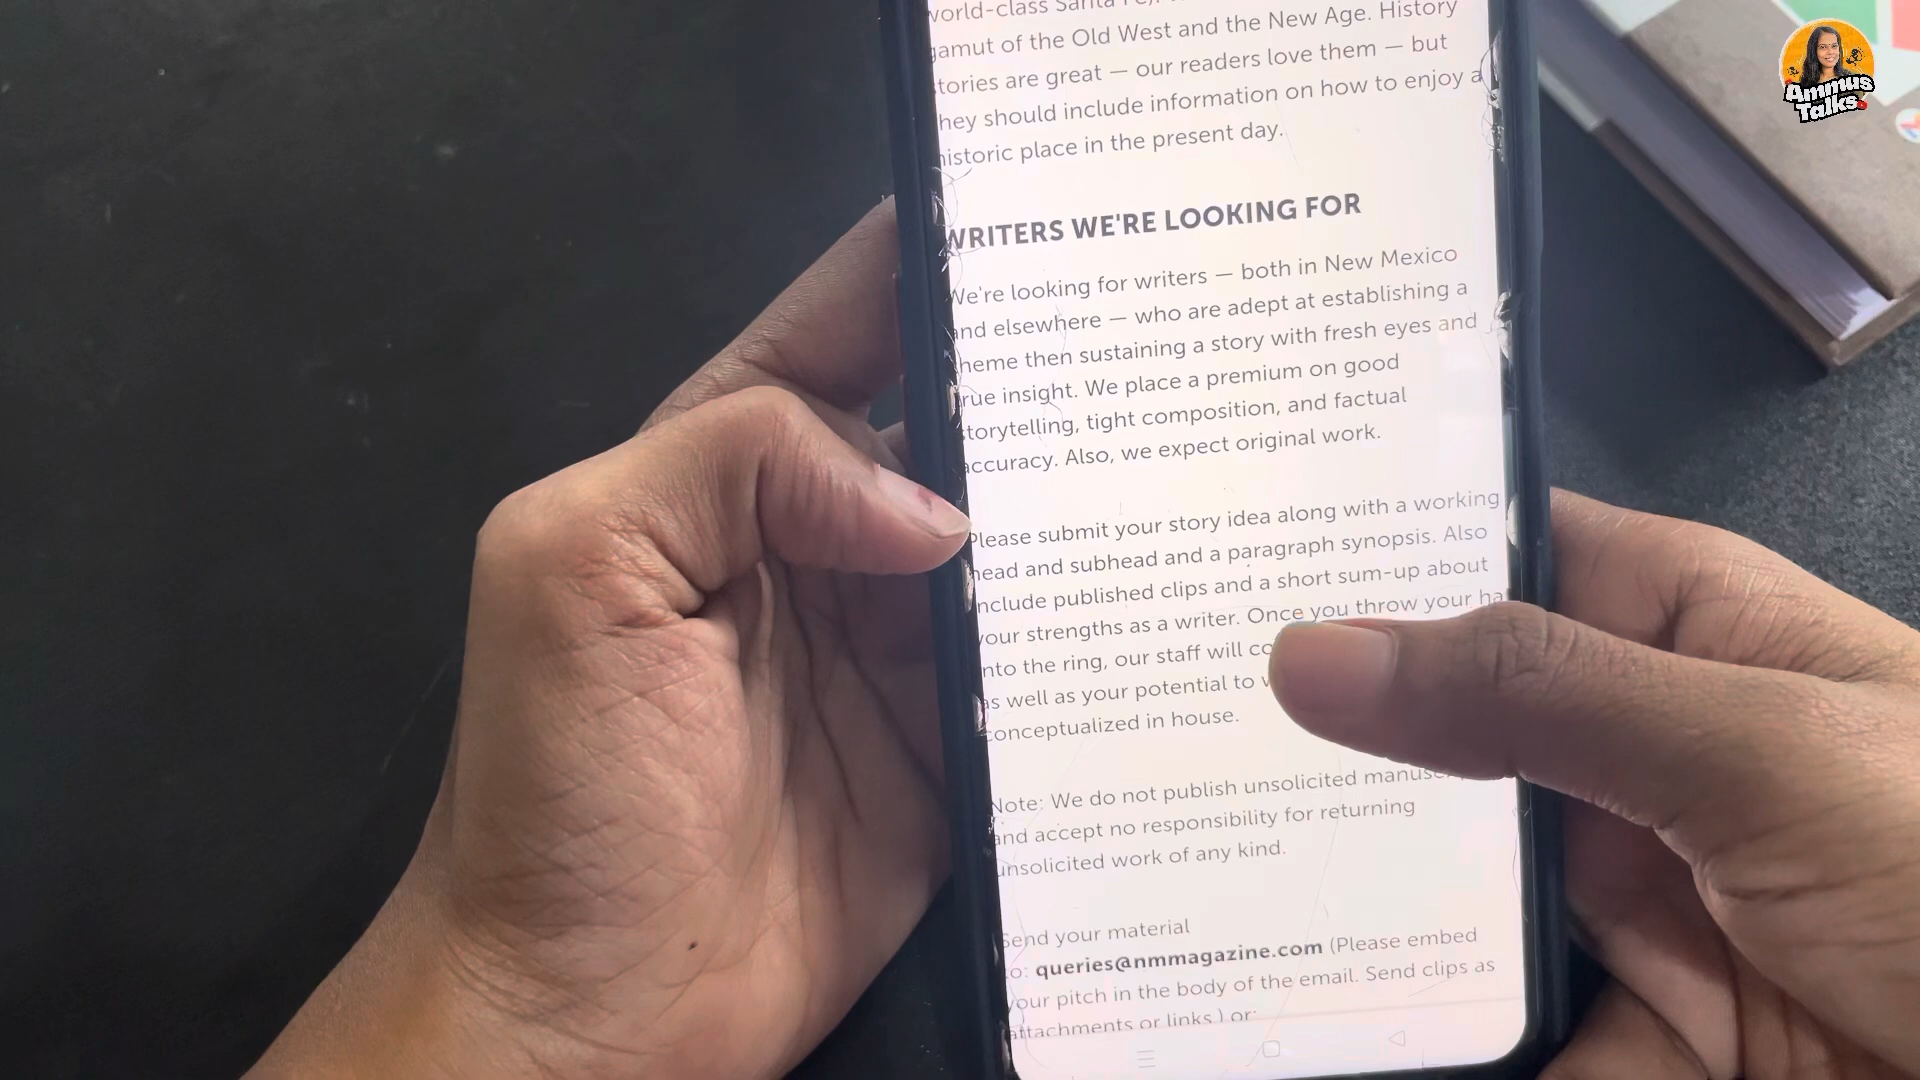 world-class Santa Fe).
gamut of the Old West and the New Age. History
stories are great — our readers love them — but
they should include information on how to enjoy a
historic place in the present day.
WRITERS WE'RE LOOKING FOR
We're looking for writers — both in New Mexico
and elsewhere — who are adept at establishing a
theme then sustaining a story with fresh eyes and
true insight. We place a premium on good
storytelling, tight composition, and factual
accuracy. Also, we expect original work.
Please submit your story idea along with a working
head and subhead and a paragraph synopsis. Also
include published clips and a short sum-up about
your strengths as a writer. Once you throw your
into the ring, our staff will
as well as your potential to
conceptualized in house.
Note: We do not publish unsolicited
and accept no responsibility for returning
unsolicited work of any kind.
Send your material
to: queries@nmmagazine.com (Please embed
your pitch in the body of the email. Send clips as
attachments or links.) or:
Ammus
Talks